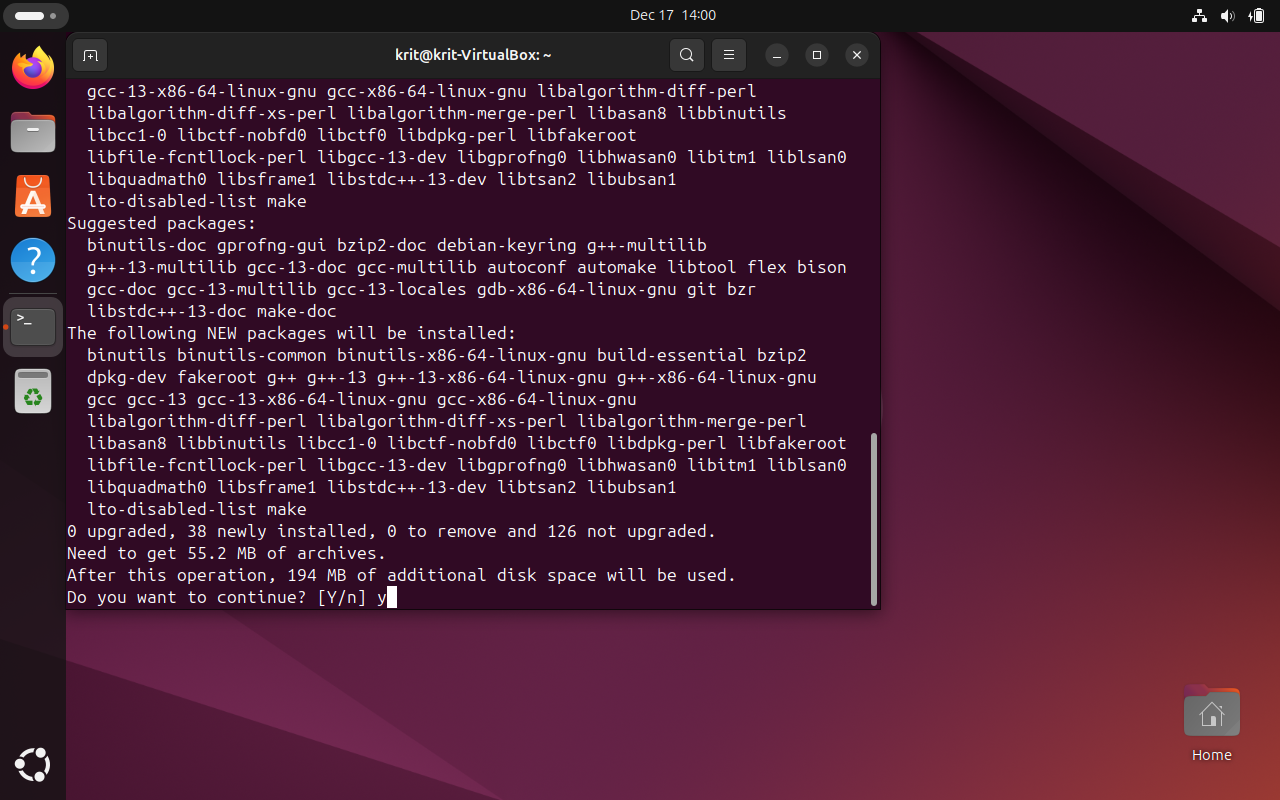 Dec 17 14:00
krit@krit-VirtualBox: ~
gcc-13-x86-64-linux-gnu gcc-x86-64-linux-gnu libalgorithm-diff-perl
libalgorithm-diff-xs-perl libalgorithm-merge-perl libasan8 libbinutils
libcc1-0 libctf-nobfd0 libctf0 libdpkg-perl libfakeroot
libfile-fcntllock-perl libgcc-13-dev libgprofng0 libhwasan0 libitm1 liblsan0
libquadmath0 libsframe1 libstdc++-13-dev libtsan2 libubsan1
lto-disabled-list make
Suggested packages:
binutils-doc gprofng-gui bzip2-doc debian-keyring g++-multilib
g++-13-multilib gcc-13-doc gcc-multilib autoconf automake libtool flex bison
gcc-doc gcc-13-multilib gcc-13-locales gdb-x86-64-linux-gnu git bzr
libstdc++-13-doc make-doc
The following NEW packages will be installed:
binutils binutils-common binutils-x86-64-linux-gnu build-essential bzip2
dpkg-dev fakeroot g++ g++-13 g++-13-x86-64-linux-gnu g++-x86-64-linux-gnu
gcc gcc-13 gcc-13-x86-64-linux-gnu gcc-x86-64-linux-gnu
libalgorithm-diff-perl libalgorithm-diff-xs-perl libalgorithm-merge-perl
libasan8 libbinutils libcc1-0 libctf-nobfd0 libctf0 libdpkg-perl libfakeroot
libfile-fcntllock-perl libgcc-13-dev libgprofng0 libhwasan0 libitm1 liblsan0
libquadmath0 libsframe1 libstdc++-13-dev libtsan2 libubsan1
lto-disabled-list make
0 upgraded, 38 newly installed, 0 to remove and 126 not upgraded.
Need to get 55.2 MB of archives.
After this operation, 194 MB of additional disk space will be used.
Do you want to continue? [Y/n] y
Home